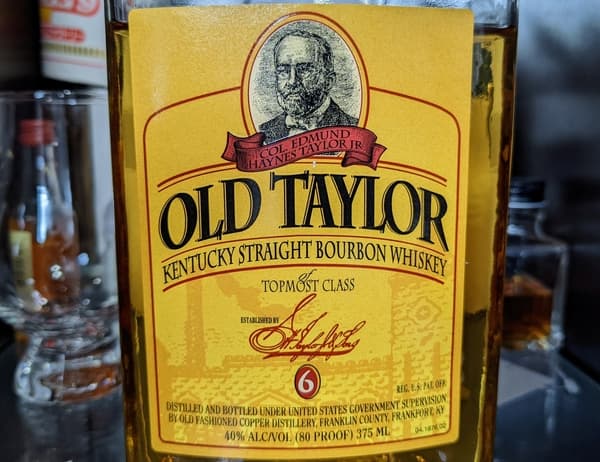 COL. EDMUND
HAYNES TAYLOR JR.
OLD TAYLOR
KENTUCKY STRAIGHT BOURBON WHISKEY
of
TOPMOST CLASS
ESTABLISHED BY
6
REG. U.S. PAT. OFF.
DISTILLED AND BOTTLED UNDER UNITED STATES GOVERNMENT SUPERVISION
BY OLD FASHIONED COPPER DISTILLERY, FRANKLIN COUNTY, FRANKFORT, KY
40% ALC/VOL (80 PROOF) 375 ML